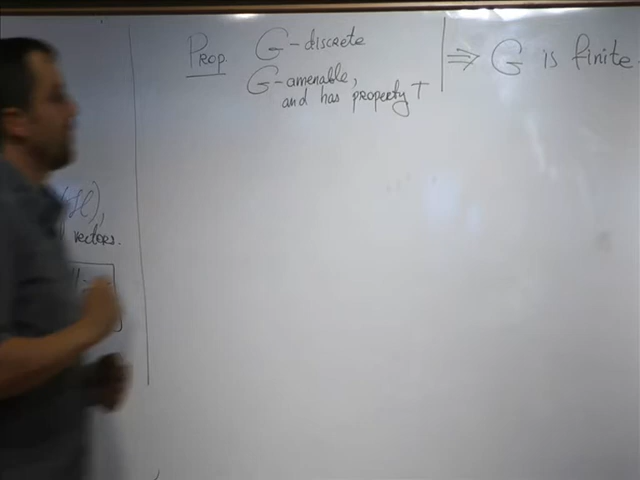 Prop. G - discrete
G - amenable,
and has property T
⇒ G is finite.
vectors.